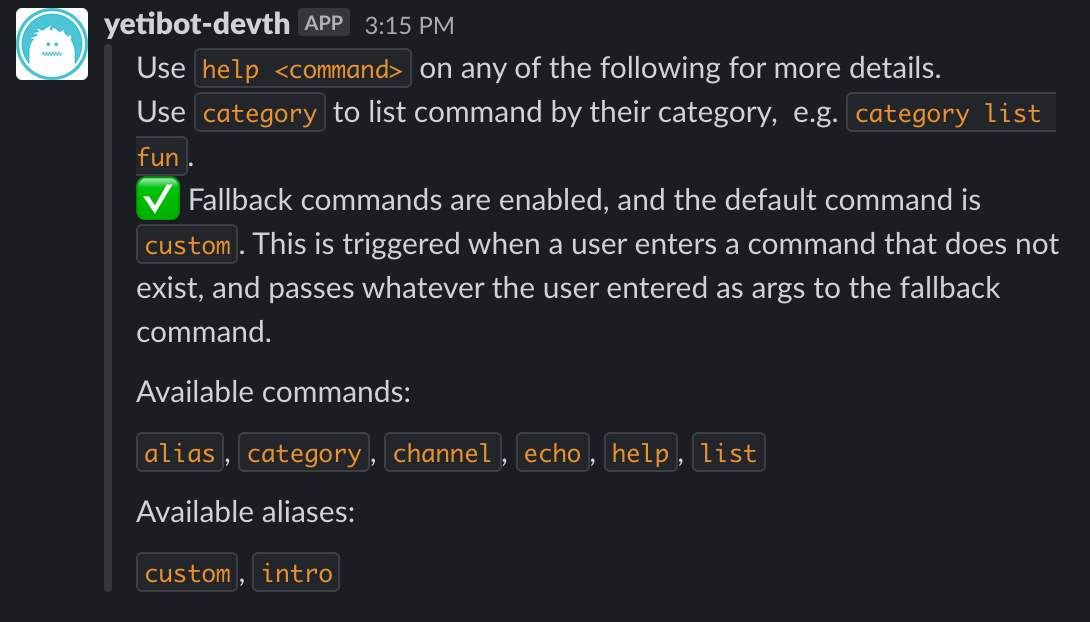 yetibot-devth APP 3:15 PM
Use help <command> on any of the following for more details.
Use category to list command by their category,  e.g. category list
fun.
✅ Fallback commands are enabled, and the default command is
custom. This is triggered when a user enters a command that does not
exist, and passes whatever the user entered as args to the fallback
command.
Available commands:
alias, category, channel, echo, help, list
Available aliases:
custom, intro